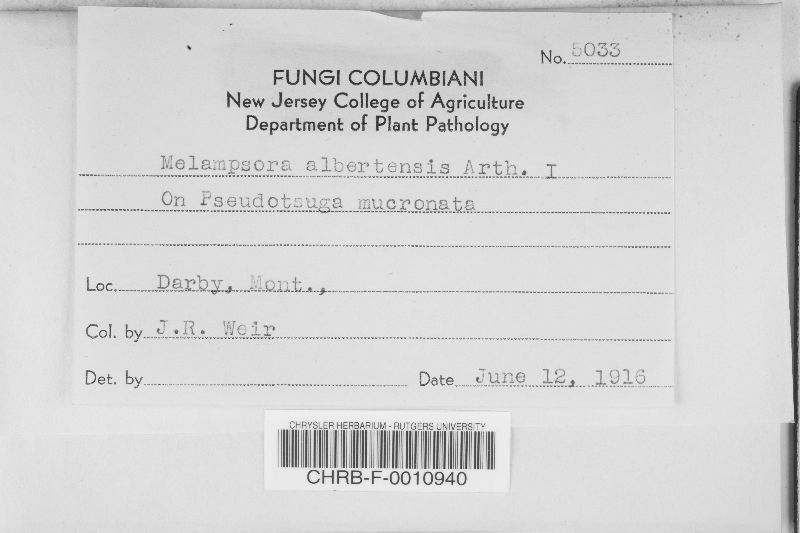 No. 5033
FUNGI COLUMBIANI
New Jersey College of Agriculture
Department of Plant Pathology
Melampsora albertensis Arth. I
On Pseudotsuga mucronata
Loc. Darby, Mont.,
Col. by J.R. Weir
Det. by Date June 12, 1916
CHRYSLER HERBARIUM - RUTGERS UNIVERSITY
CHRB-F-0010940